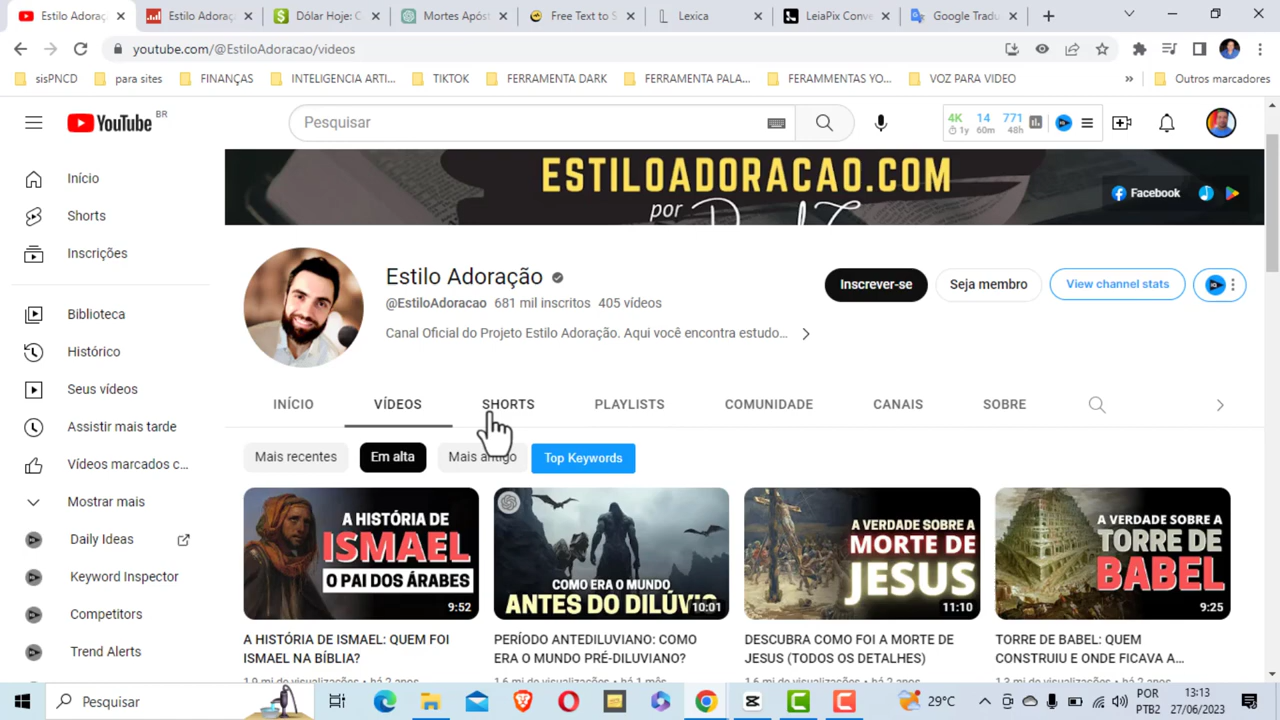 Estilo Adoraç
Estilo Adoraç
Dólar Hoje: C
Mortes Apóst
Free Text to S
Lexica
LeiaPix Conve
Google Tradu
youtube.com/@EstiloAdoracao/videos
sisPNCD
para sites
FINANÇAS
INTELIGENCIA ARTI...
TIKTOK
FERRAMENTA DARK
FERRAMENTA PALA...
FERAMMENTAS YO...
VOZ PARA VIDEO
»
Outros marcadores
YouTube BR
Pesquisar
4K 14 771
1y 60m 48h
Início
Shorts
Inscrições
Biblioteca
Histórico
Seus vídeos
Assistir mais tarde
Vídeos marcados c...
Mostrar mais
Daily Ideas
Keyword Inspector
Competitors
Trend Alerts
ESTILOADORACAO.COM
por
Facebook
Estilo Adoração
@EstiloAdoracao 681 mil inscritos 405 vídeos
Canal Oficial do Projeto Estilo Adoração. Aqui você encontra estudo...
Inscrever-se
Seja membro
View channel stats
INÍCIO
VÍDEOS
SHORTS
PLAYLISTS
COMUNIDADE
CANAIS
SOBRE
Mais recentes
Em alta
Mais antigo
Top Keywords
A HISTÓRIA DE
ISMAEL
O PAI DOS ÁRABES
9:52
COMO ERA O MUNDO
ANTES DO DILÚVIO
10:01
A VERDADE SOBRE A
MORTE DE
JESUS
11:10
A VERDADE SOBRE A
TORRE DE
BABEL
9:25
A HISTÓRIA DE ISMAEL: QUEM FOI
ISMAEL NA BÍBLIA?
PERÍODO ANTEDILUVIANO: COMO
ERA O MUNDO PRÉ-DILUVIANO?
DESCUBRA COMO FOI A MORTE DE
JESUS (TODOS OS DETALHES)
TORRE DE BABEL: QUEM
CONSTRUIU E ONDE FICAVA A...
Pesquisar
29°C
POR
PTB2
13:13
27/06/2023